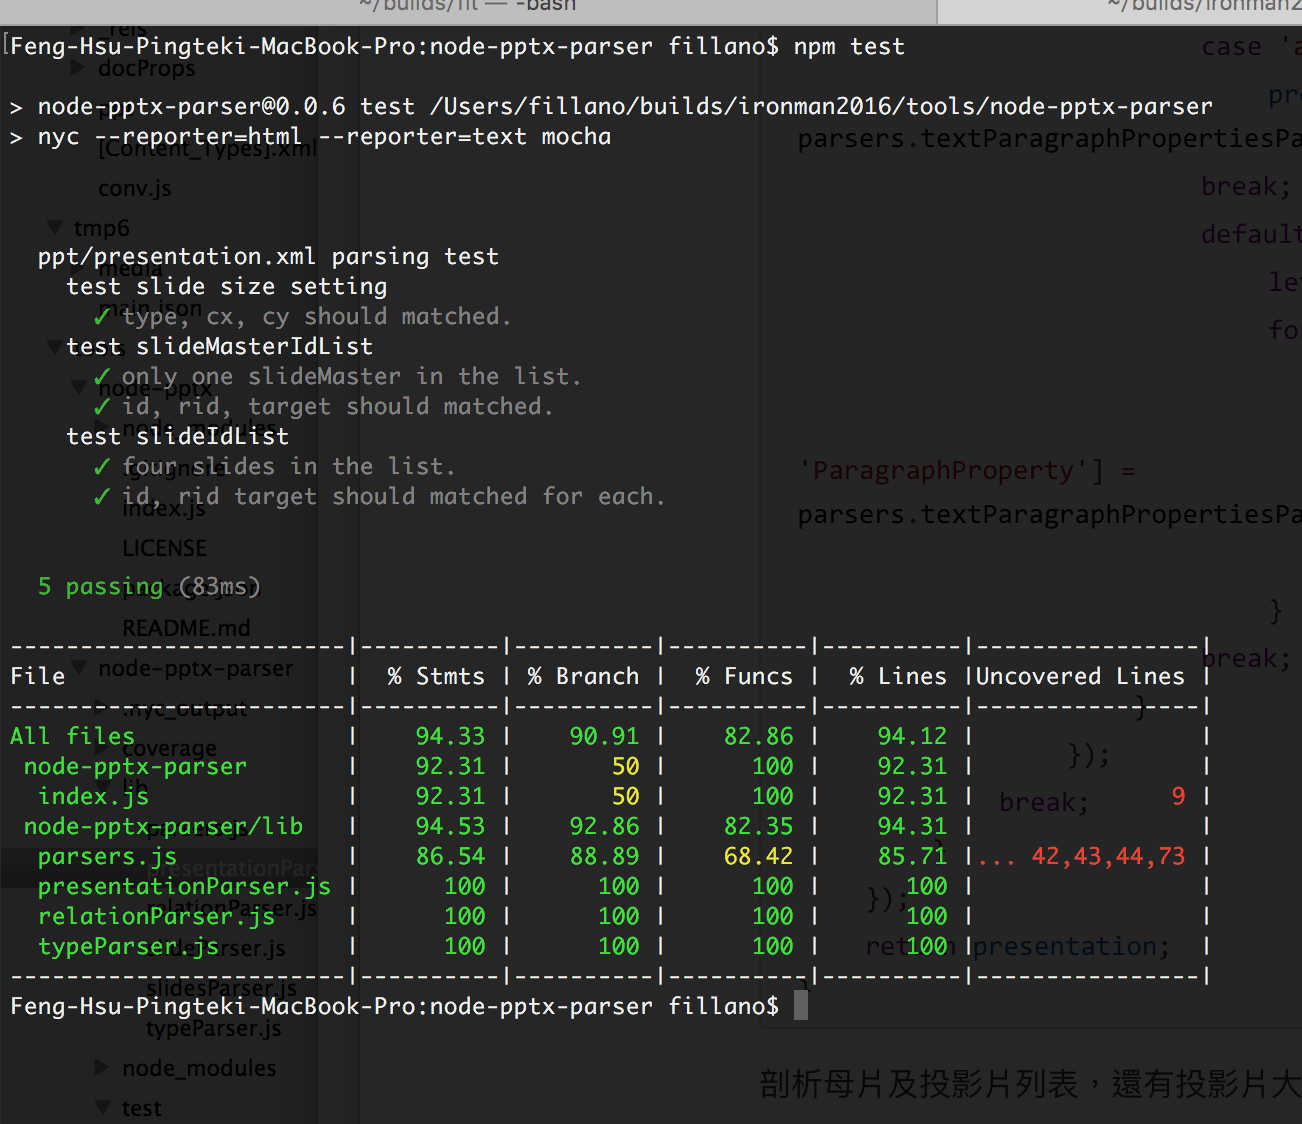 ~/builds/fit — -bash
~/builds/ironman2
Feng-Hsu-Pingteki-MacBook-Pro:node-pptx-parser fillano$ npm test
> node-pptx-parser@0.0.6 test /Users/fillano/builds/ironman2016/tools/node-pptx-parser
> nyc --reporter=html --reporter=text mocha
ppt/presentation.xml parsing test
test slide size setting
✓ type, cx, cy should matched.
test slideMasterIdList
✓ only one slideMaster in the list.
✓ id, rid, target should matched.
test slideIdList
✓ four slides in the list.
✓ id, rid target should matched for each.
5 passing (83ms)
------------------------|----------|----------|----------|----------|----------------|
File | % Stmts | % Branch | % Funcs | % Lines |Uncovered Lines |
------------------------|----------|----------|----------|----------|----------------|
All files | 94.33 | 90.91 | 82.86 | 94.12 | |
node-pptx-parser | 92.31 | 50 | 100 | 92.31 | |
index.js | 92.31 | 50 | 100 | 92.31 | 9 |
node-pptx-parser/lib | 94.53 | 92.86 | 82.35 | 94.31 | |
parsers.js | 86.54 | 88.89 | 68.42 | 85.71 |... 42,43,44,73 |
presentationParser.js | 100 | 100 | 100 | 100 | |
relationParser.js | 100 | 100 | 100 | 100 | |
typeParser.js | 100 | 100 | 100 | 100 | |
------------------------|----------|----------|----------|----------|----------------|
Feng-Hsu-Pingteki-MacBook-Pro:node-pptx-parser fillano$
_rels
docProps
[Content_Types].xml
conv.js
tmp6
media
main.json
node-pptx
node_modules
.gitignore
index.js
LICENSE
package.json
README.md
node-pptx-parser
.nyc_output
coverage
lib
parsers.js
presentationPars
relationParser.js
slideParser.js
slidesParser.js
typeParser.js
node_modules
test
case 'a
pre
parsers.textParagraphPropertiesPa
break;
default
let
fo
'ParagraphProperty'] =
parsers.textParagraphPropertiesPa
}
break;
}
});
break;
}
});
return presentation;
}
剖析母片及投影片列表，還有投影片大